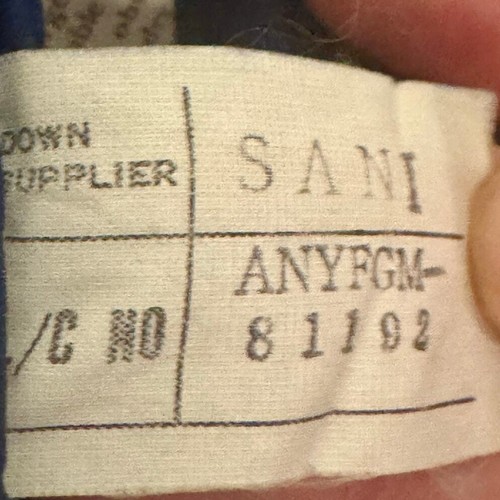 DOWN
SUPPLIER
SANI
L/C NO
ANYFGM-
81192